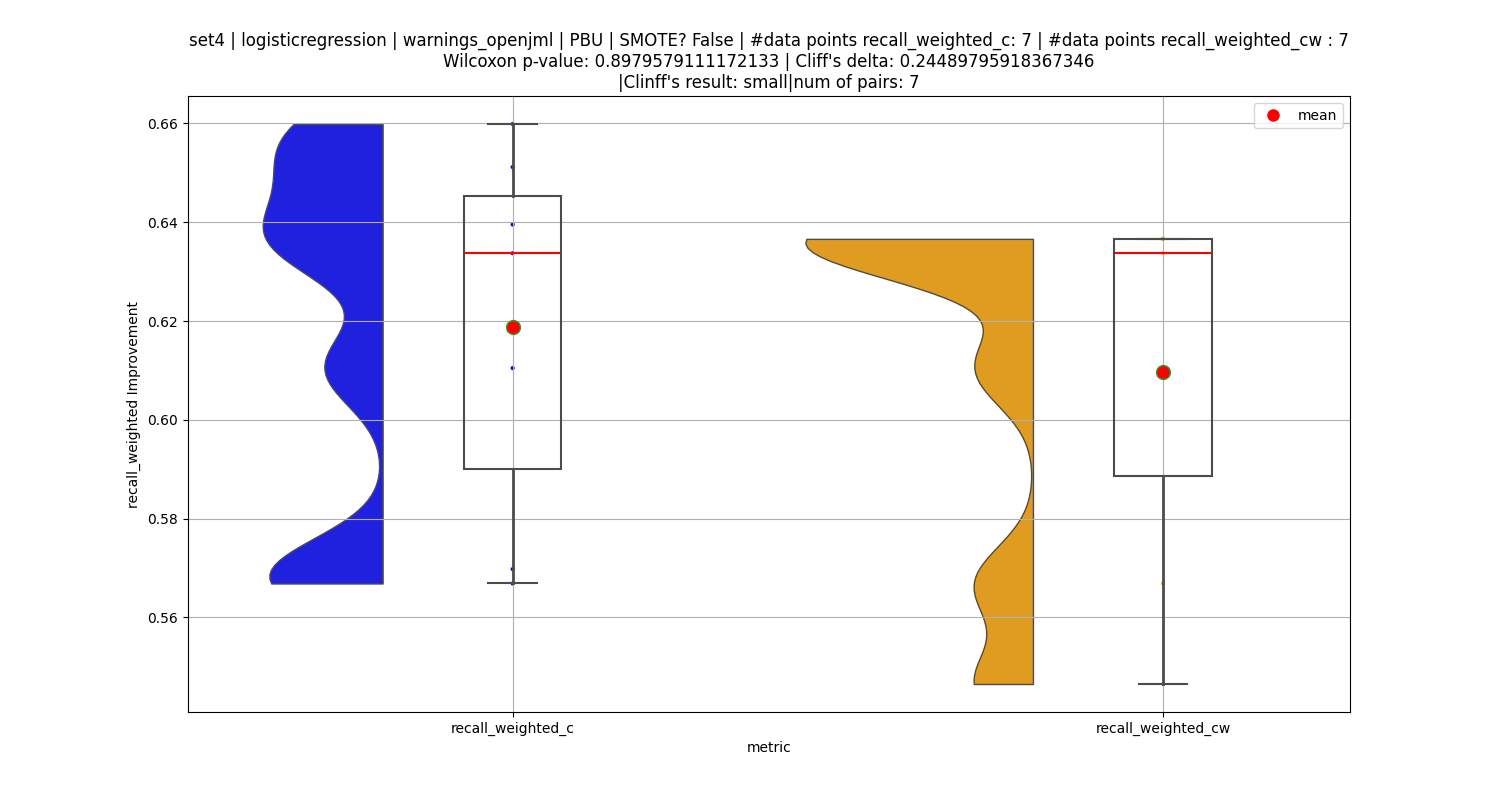 set4 | logisticregression | warnings_openjml | PBU | SMOTE? False | #data points recall_weighted_c: 7 | #data points recall_weighted_cw : 7
Wilcoxon p-value: 0.8979579111172133 | Cliff's delta: 0.24489795918367346
|Clinff's result: small|num of pairs: 7
mean
0.66
0.64
0.62
0.60
0.58
0.56
recall_weighted Improvement
recall_weighted_c
recall_weighted_cw
metric